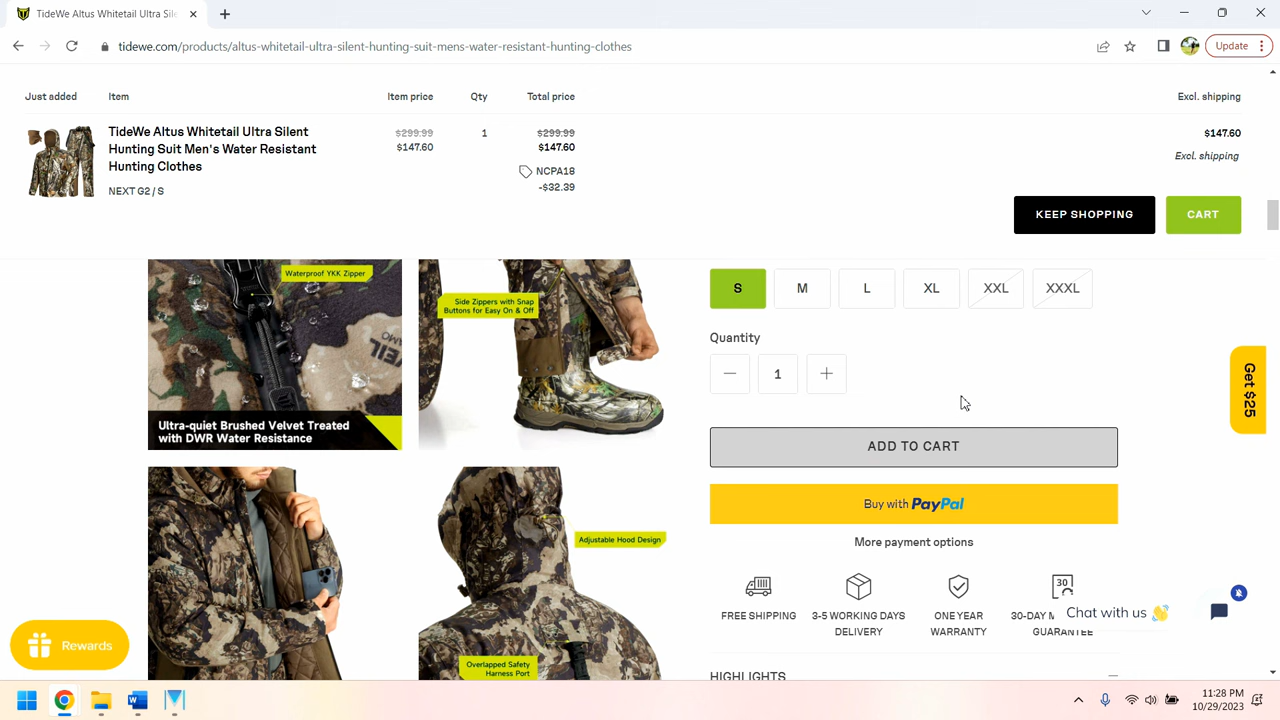 TideWe Altus Whitetail Ultra Sile
tidewe.com/products/altus-whitetail-ultra-silent-hunting-suit-mens-water-resistant-hunting-clothes
Update
Just added
Item
Item price
Qty
Total price
Excl. shipping
TideWe Altus Whitetail Ultra Silent
Hunting Suit Men's Water Resistant
Hunting Clothes
NEXT G2 / S
$299.99
$147.60
1
$299.99
$147.60
NCPA18
-$32.39
$147.60
Excl. shipping
KEEP SHOPPING
CART
Waterproof YKK Zipper
Ultra-quiet Brushed Velvet Treated
with DWR Water Resistance
Side Zippers with Snap
Buttons for Easy On & Off
Adjustable Hood Design
Overlapped Safety
Harness Port
S
M
L
XL
XXL
XXXL
Quantity
1
ADD TO CART
Buy with PayPal
More payment options
FREE SHIPPING
3-5 WORKING DAYS
DELIVERY
ONE YEAR
WARRANTY
30
30-DAY M
GUARANTEE
Chat with us
HIGHLIGHTS
Get $25
Rewards
11:28 PM
10/29/2023